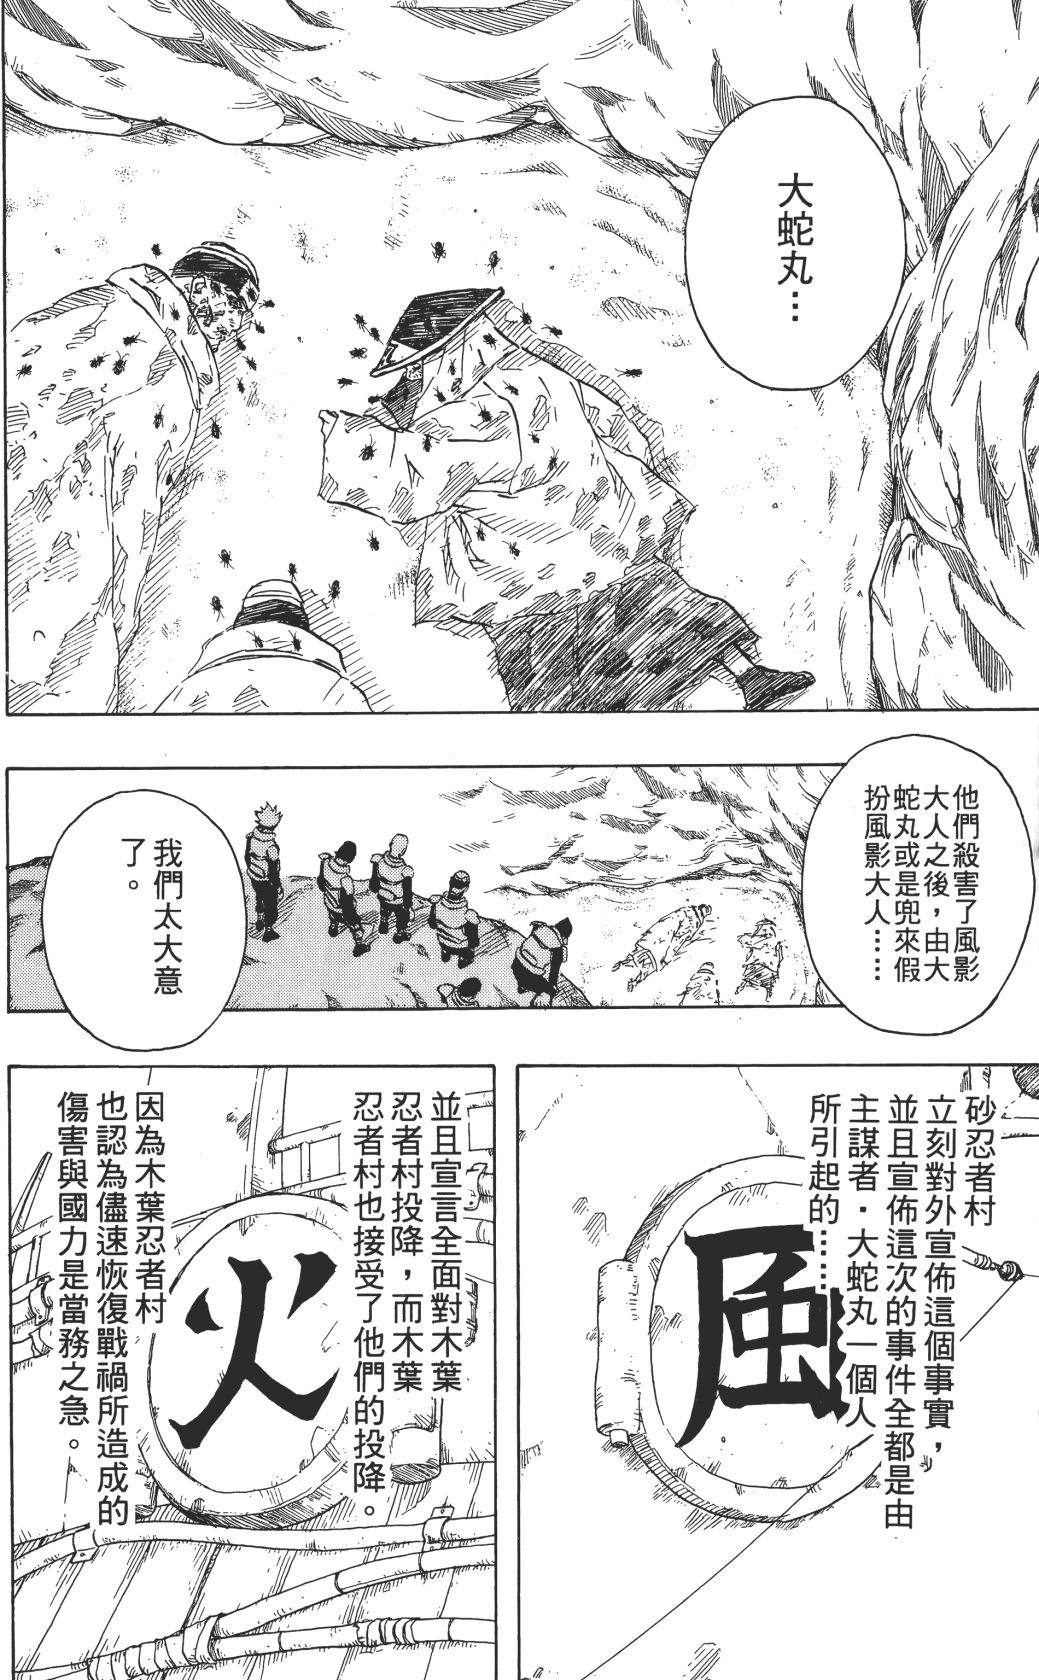 大蛇丸…
他們殺害了風影
大人之後，由大
蛇丸或是兜來假
扮風影大人……
我們太大意
了。
砂忍者村
立刻對外宣佈這個事實，
並且宣佈這次的事件全都是由
主謀者·大蛇丸一個人
所引起的……
風
並且宣言全面對木葉
忍者村投降，而木葉
忍者村也接受了他們的投降。
火
因為木葉忍者村
也認為儘速恢復戰禍所造成的
傷害與國力是當務之急。